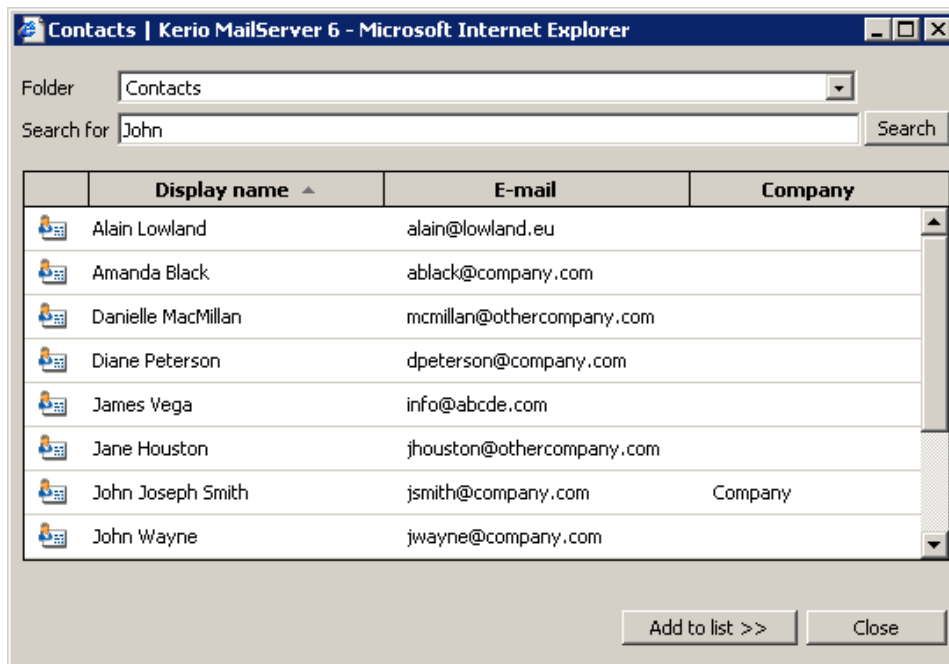 Contacts | Kerio MailServer 6 - Microsoft Internet Explorer
Folder Contacts
Search for John Search
Display name E-mail Company
Alain Lowland alain@lowland.eu
Amanda Black ablack@company.com
Danielle MacMillan mcmillan@othercompany.com
Diane Peterson dpeterson@company.com
James Vega info@abcde.com
Jane Houston jhouston@othercompany.com
John Joseph Smith jsmith@company.com Company
John Wayne jwayne@company.com
Add to list >> Close